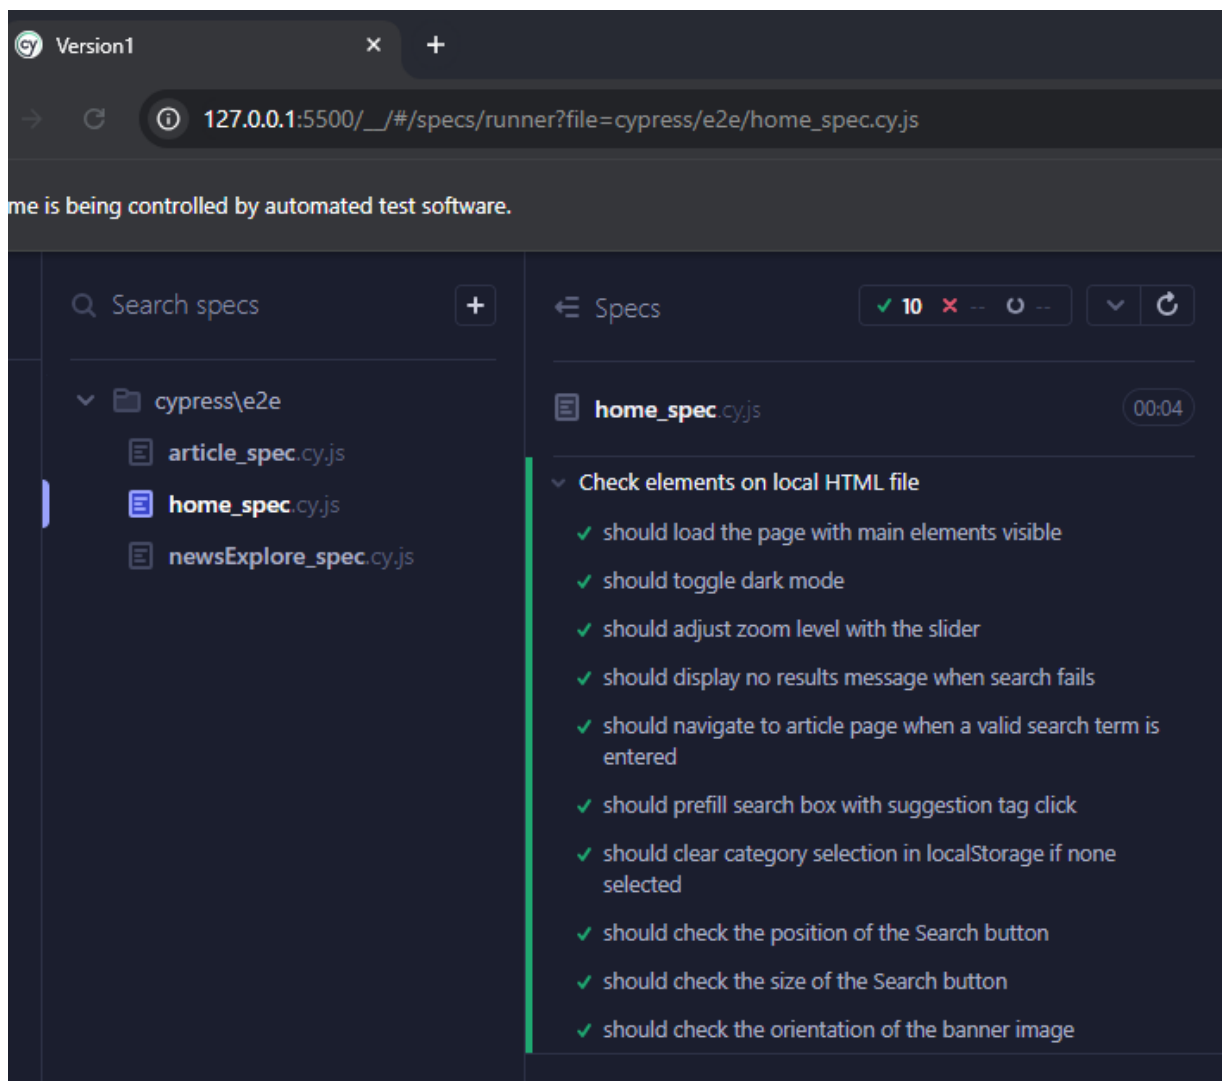 cy Version1
127.0.0.1:5500/__/#/specs/runner?file=cypress/e2e/home_spec.cy.js
me is being controlled by automated test software.
Search specs
cypress\e2e
article_spec.cy.js
home_spec.cy.js
newsExplore_spec.cy.js
Specs
10 -- --
home_spec.cy.js
00:04
Check elements on local HTML file
should load the page with main elements visible
should toggle dark mode
should adjust zoom level with the slider
should display no results message when search fails
should navigate to article page when a valid search term is
entered
should prefill search box with suggestion tag click
should clear category selection in localStorage if none
selected
should check the position of the Search button
should check the size of the Search button
should check the orientation of the banner image